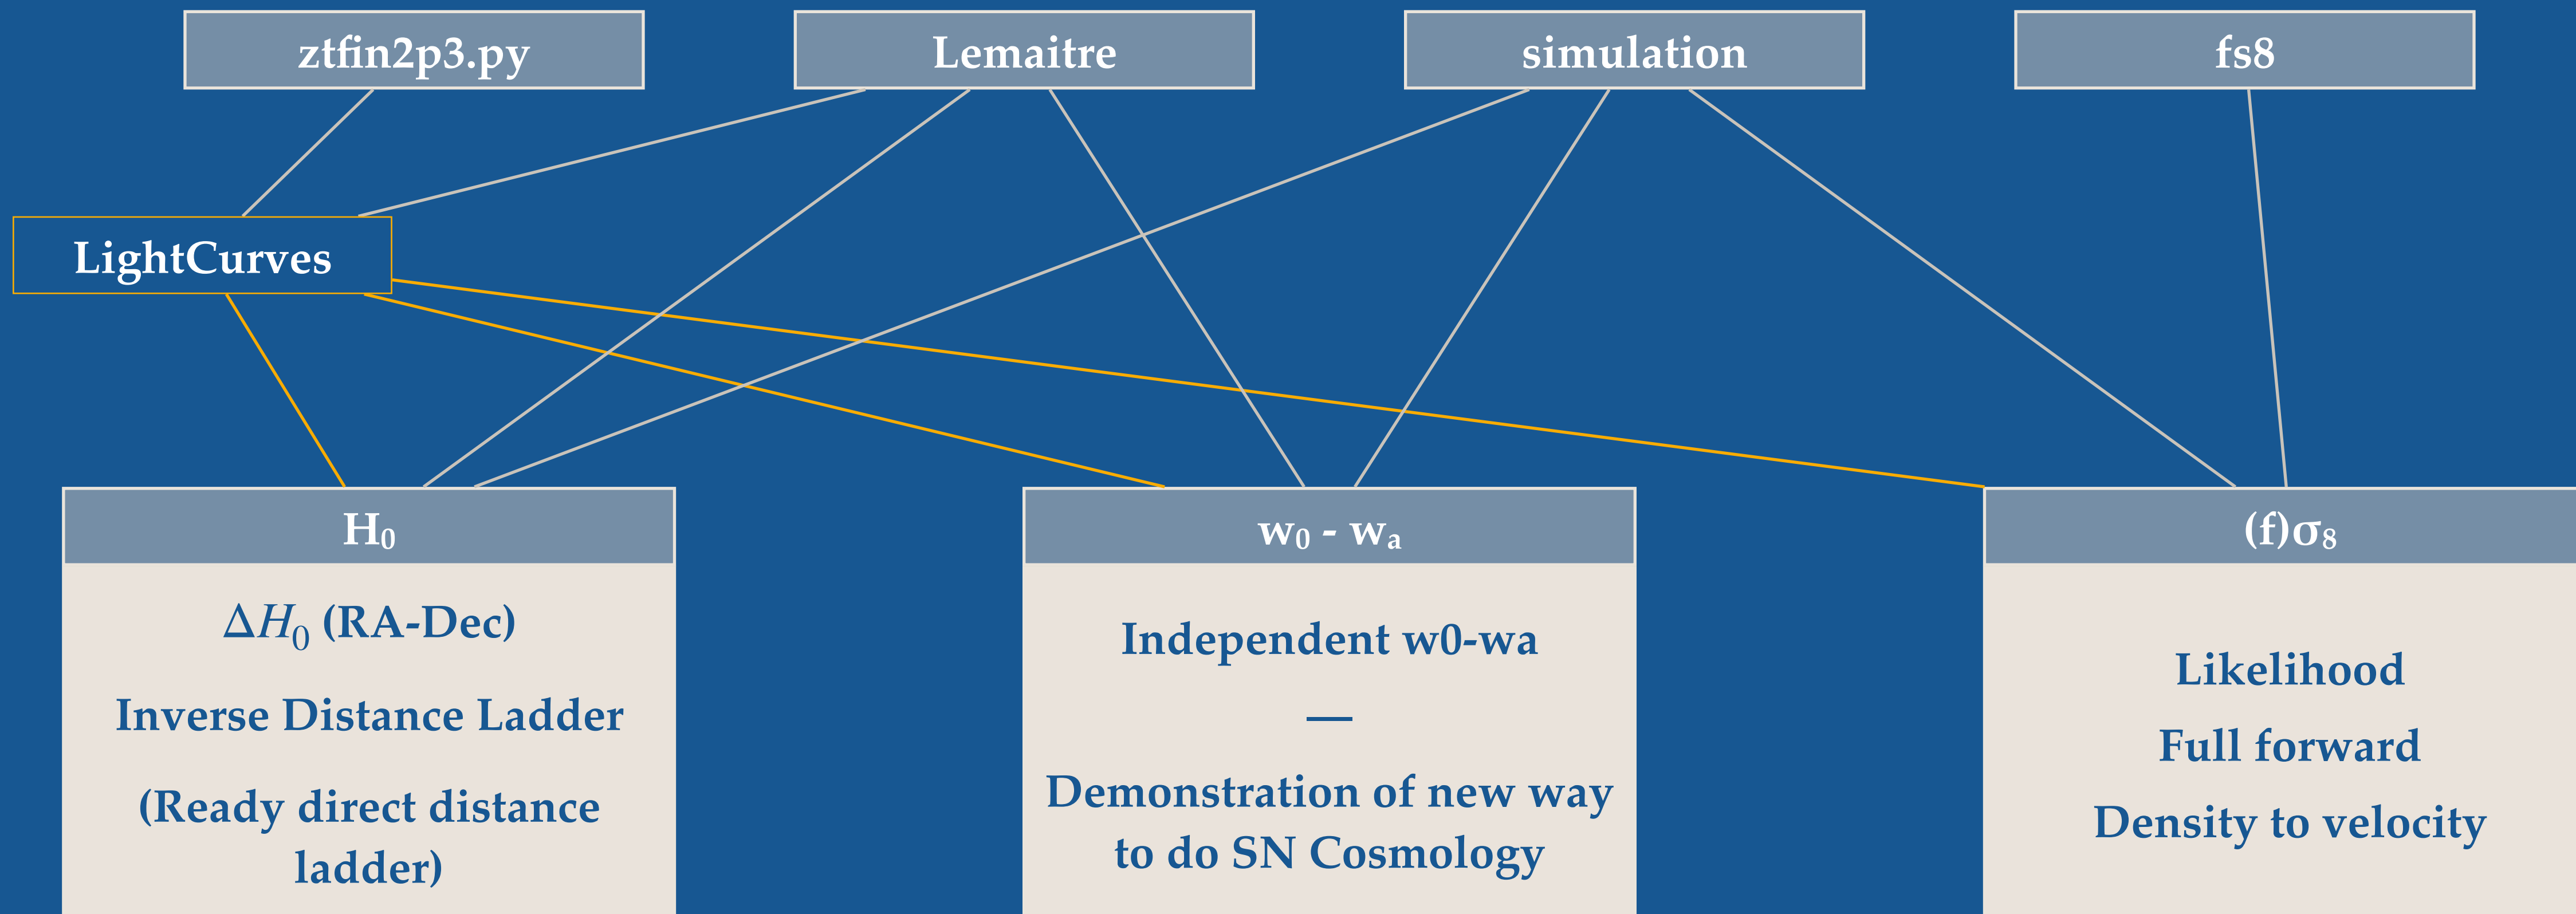 ztfin2p3.py
Lemaitre
simulation
fs8
LightCurves
H₀
ΔH₀ (RA-Dec)
Inverse Distance Ladder
(Ready direct distance
ladder)
w₀ - wₐ
Independent w0-wa
—
Demonstration of new way
to do SN Cosmology
(f)σ₈
Likelihood
Full forward
Density to velocity